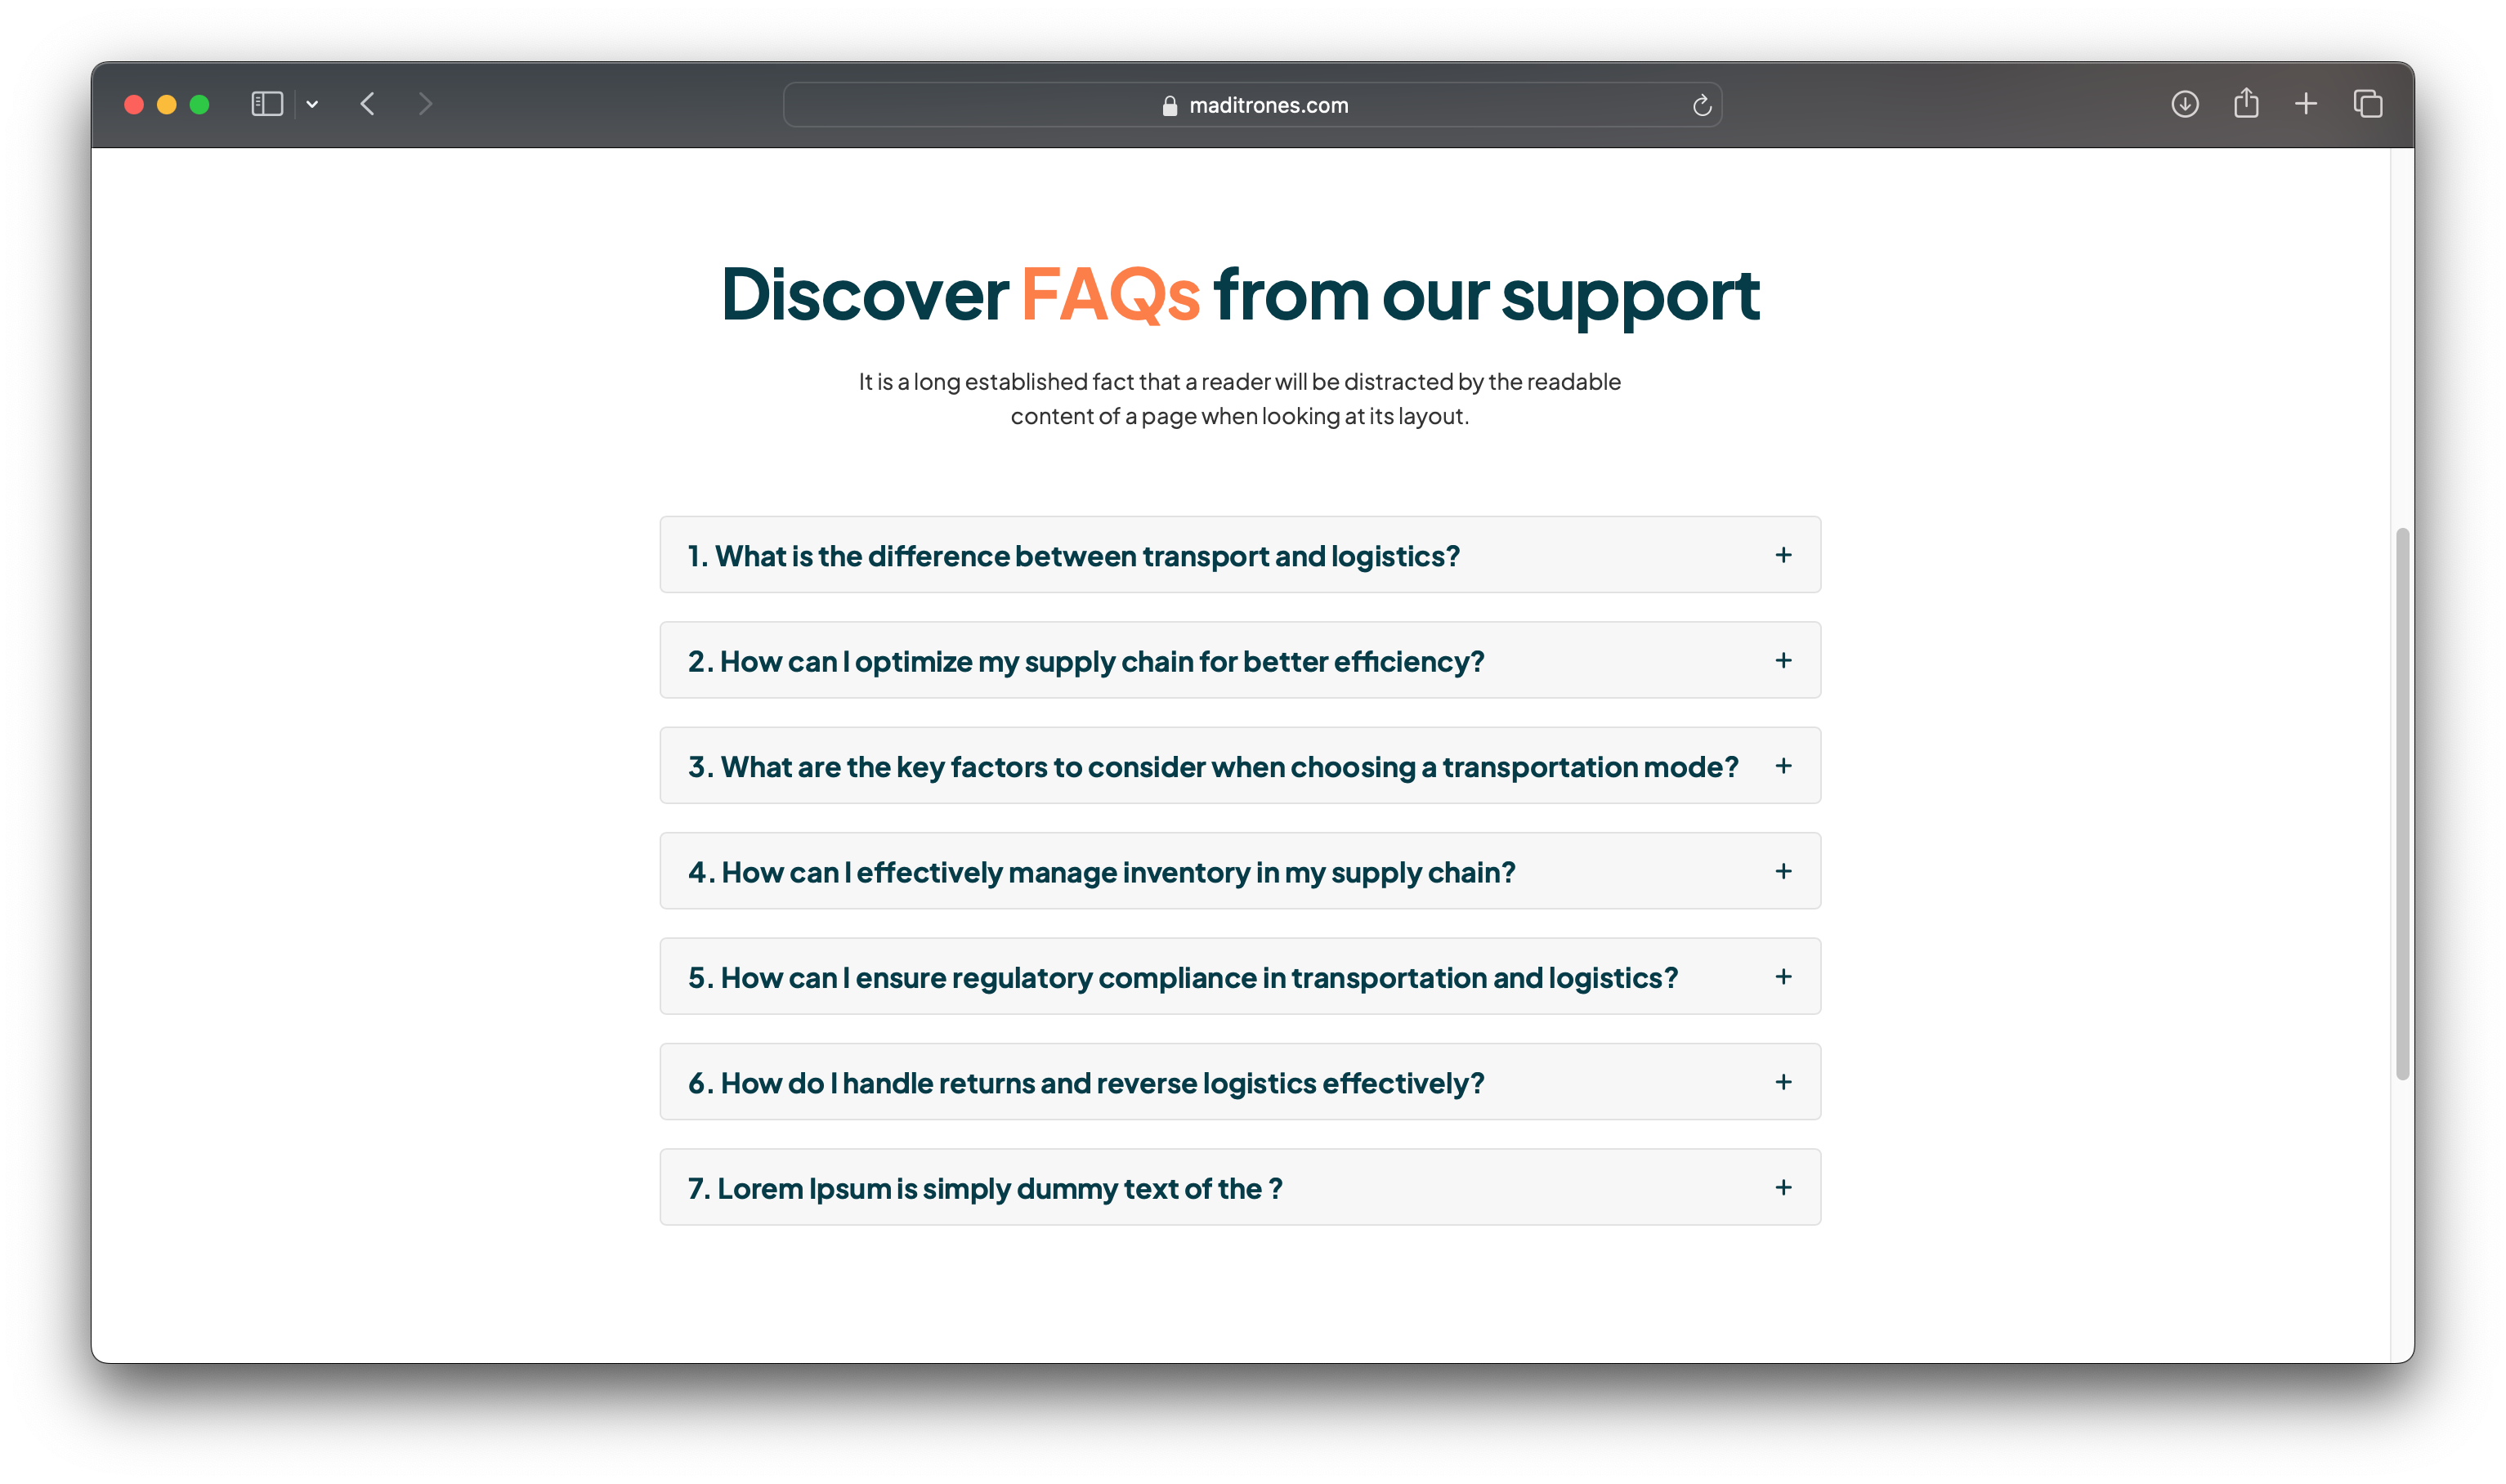 maditrones.com
Discover FAQs from our support
It is a long established fact that a reader will be distracted by the readable
content of a page when looking at its layout.
1. What is the difference between transport and logistics?
2. How can I optimize my supply chain for better efficiency?
3. What are the key factors to consider when choosing a transportation mode?
4. How can I effectively manage inventory in my supply chain?
5. How can I ensure regulatory compliance in transportation and logistics?
6. How do I handle returns and reverse logistics effectively?
7. Lorem Ipsum is simply dummy text of the ?